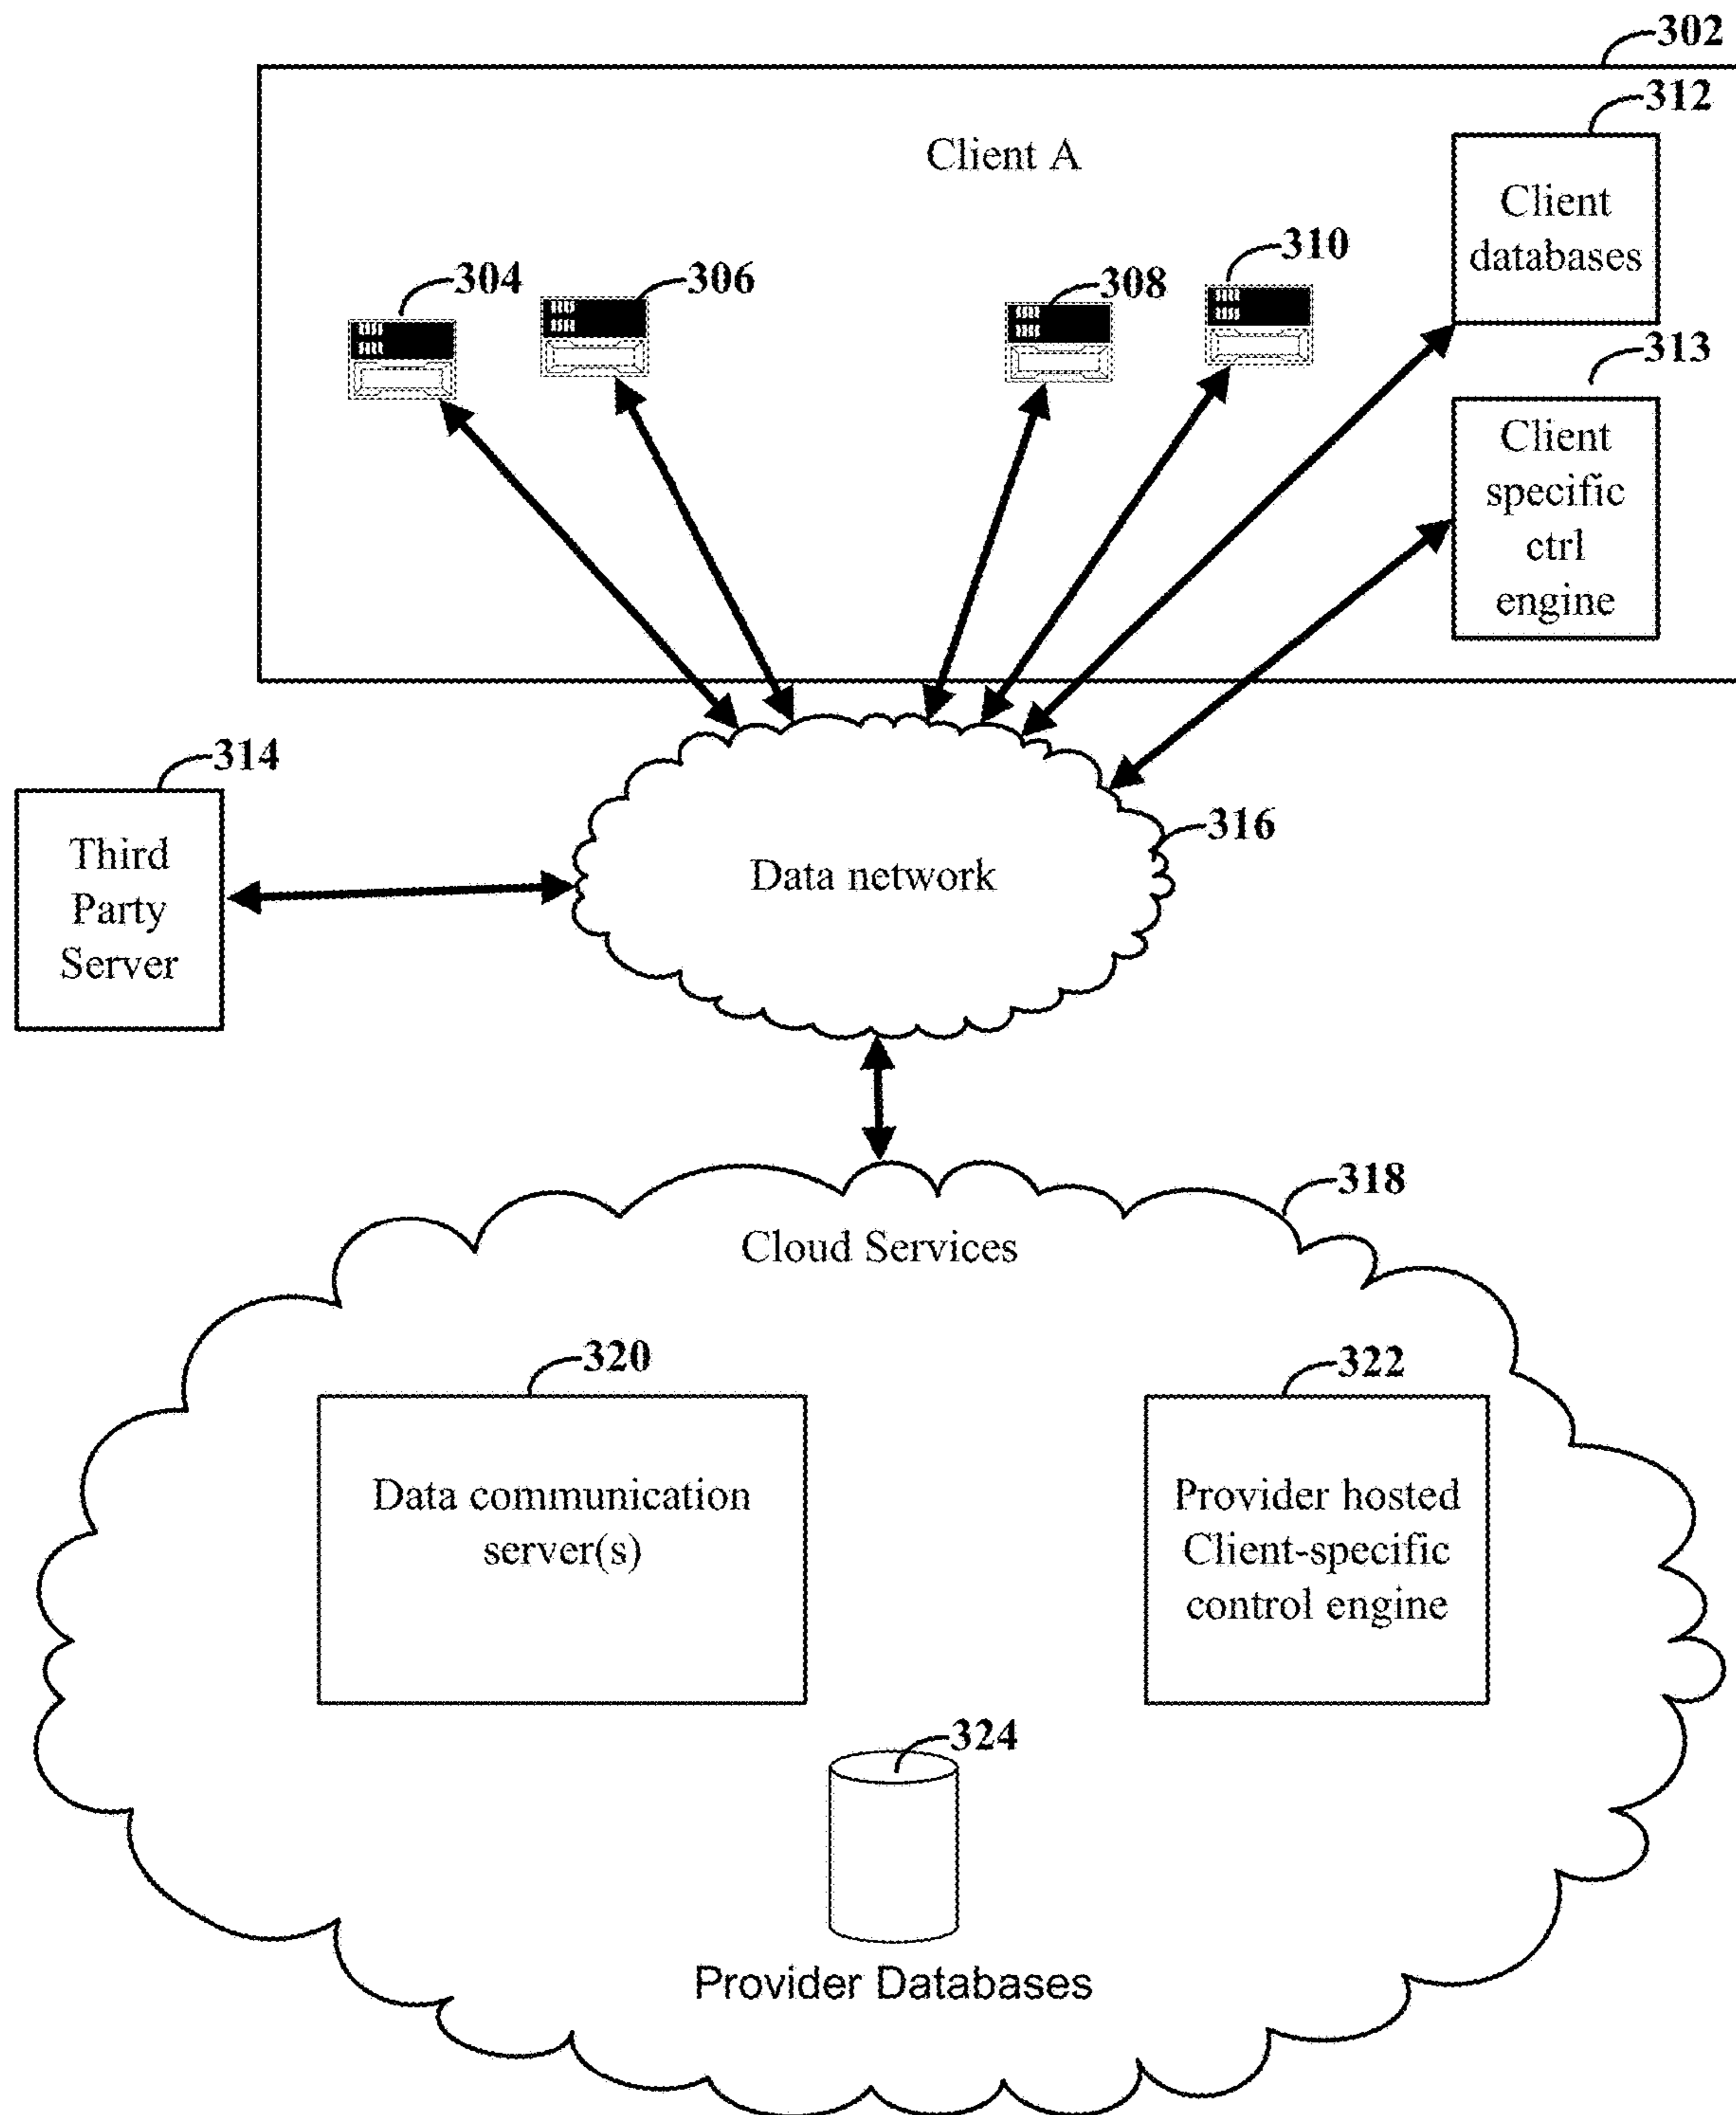 302
312
Client A
Client
databases
304
306
308
310
313
Client
specific
ctrl
engine
314
Third
Party
Server
316
Data network
318
Cloud Services
320
Data communication
server(s)
322
Provider hosted
Client-specific
control engine
324
Provider Databases